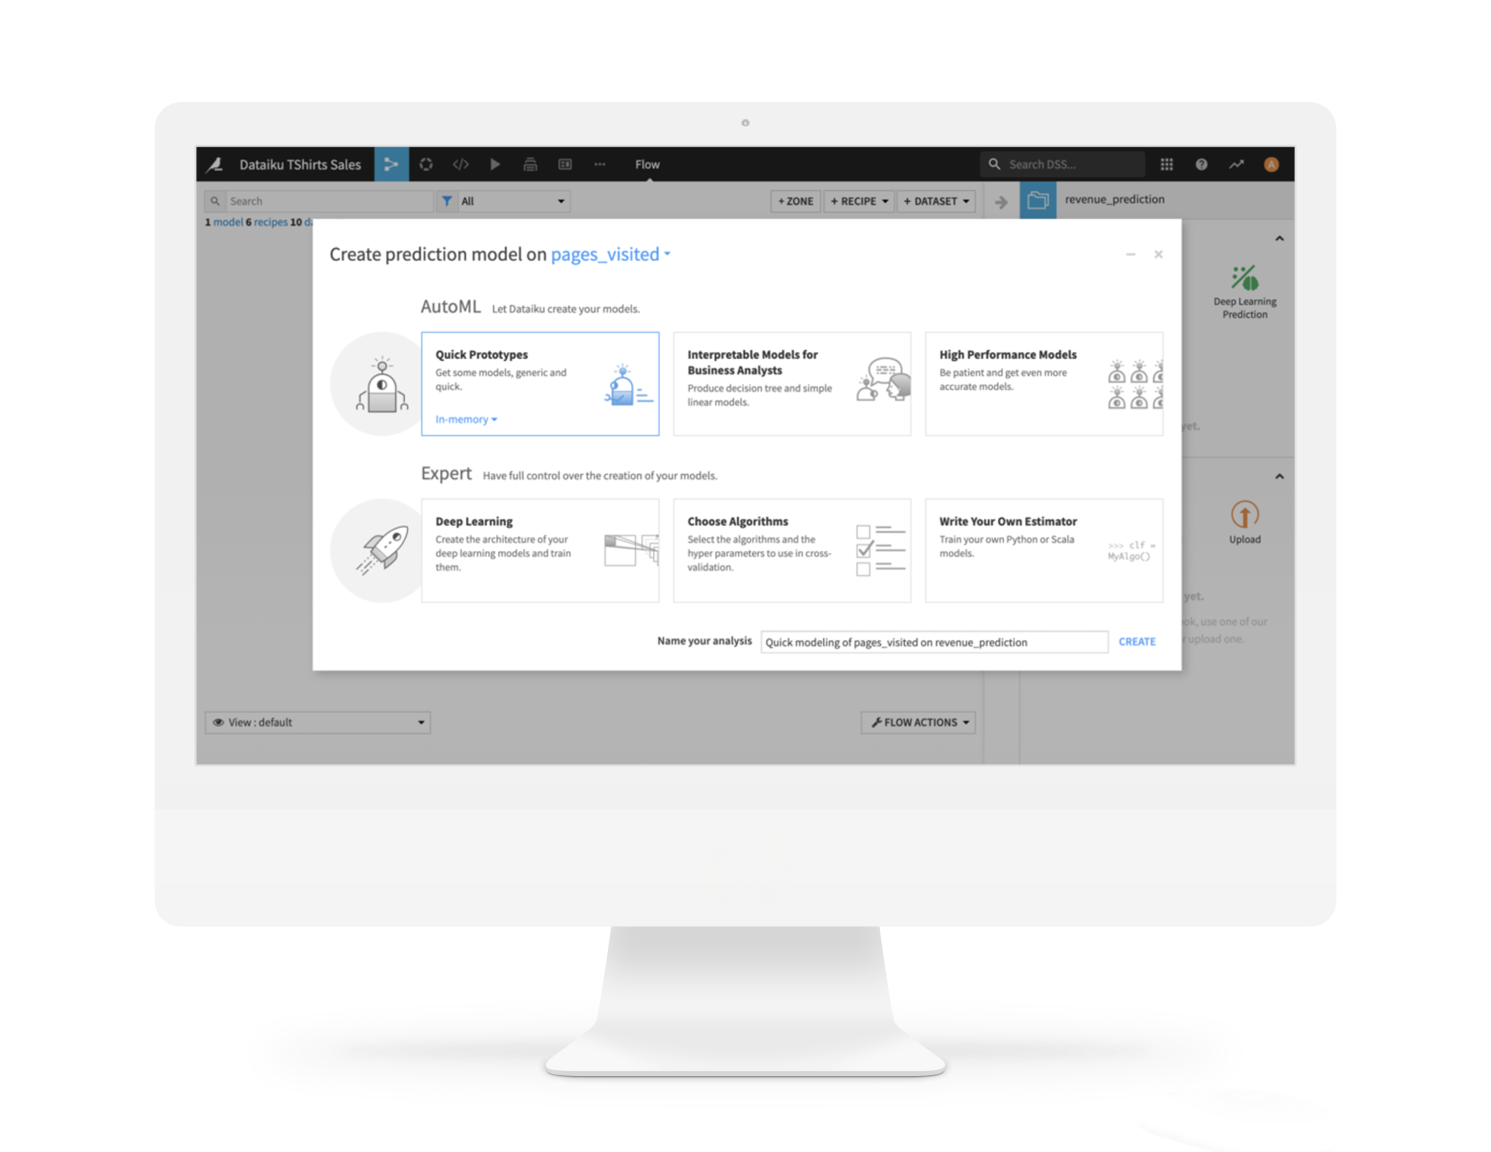 Dataiku TShirts Sales
Flow
Search DSS...
A
Search
All
+ ZONE
+ RECIPE
+ DATASET
revenue_prediction
1 model 6 recipes 10 d
Create prediction model on pages_visited
AutoML Let Dataiku create your models.
Quick Prototypes
Get some models, generic and
quick.
In-memory
Interpretable Models for
Business Analysts
Produce decision tree and simple
linear models.
High Performance Models
Be patient and get even more
accurate models.
Expert Have full control over the creation of your models.
Deep Learning
Create the architecture of your
deep learning models and train
them.
Choose Algorithms
Select the algorithms and the
hyper parameters to use in cross-
validation.
Write Your Own Estimator
Train your own Python or Scala
models.
>>> clf =
MyAlgo()
Name your analysis
Quick modeling of pages_visited on revenue_prediction
CREATE
Deep Learning
Prediction
yet.
Upload
yet.
ok, use one of our
upload one.
View : default
FLOW ACTIONS